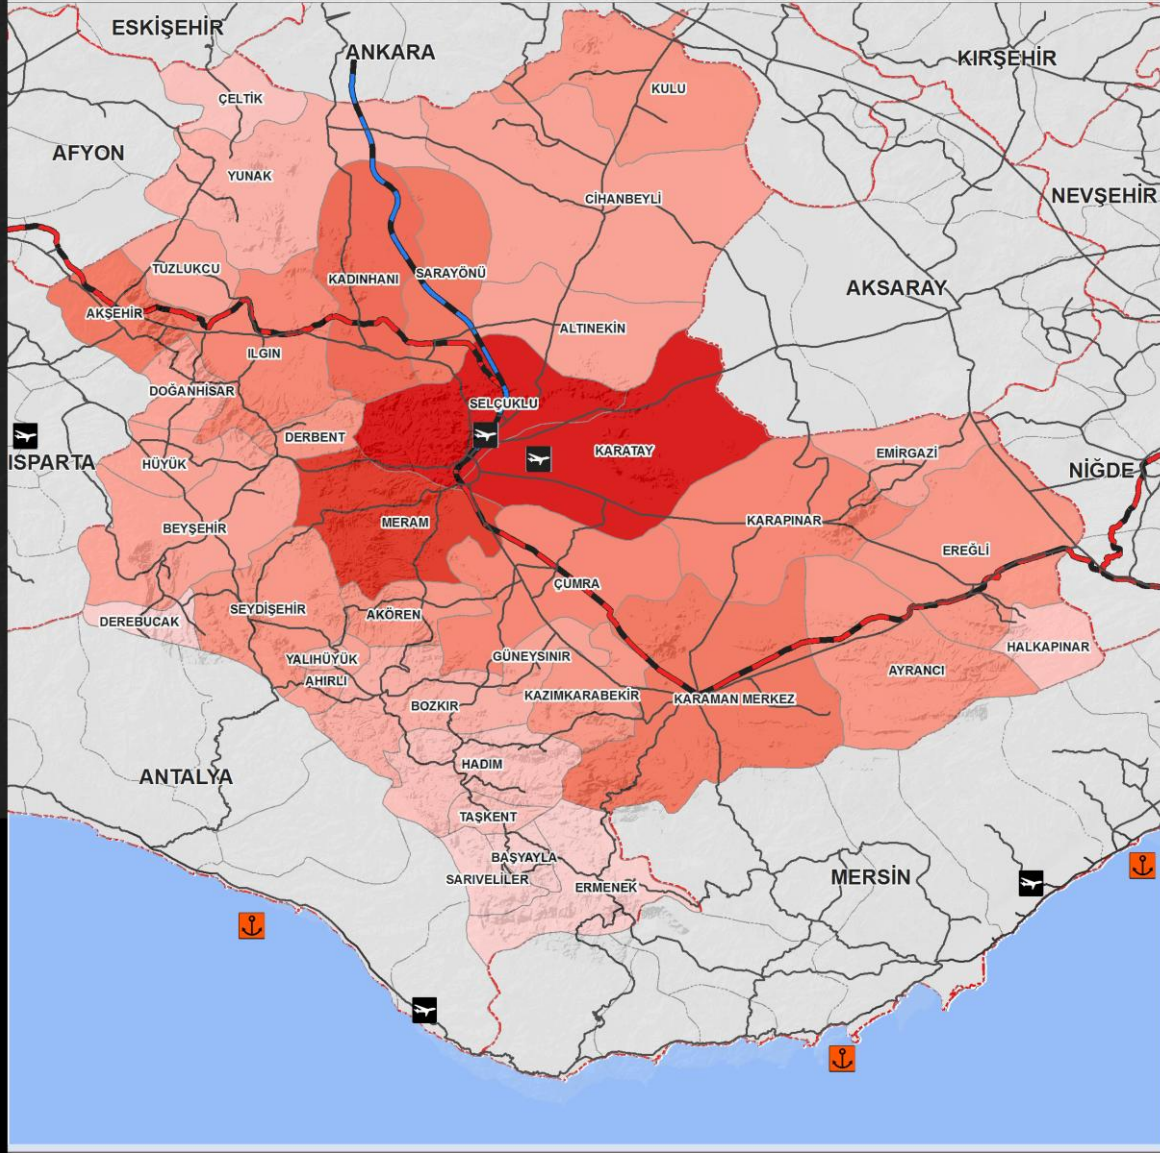 ESKİŞEHİR
ANKARA
KIRŞEHİR
ÇELTİK
KULU
AFYON
YUNAK
NEVŞEHİR
CİHANBEYLİ
TUZLUKCU
KADINHANI
SARAYÖNÜ
AKSARAY
AKŞEHİR
ALTINEKİN
ILGIN
DOĞANHİSAR
SELÇUKLU
DERBENT
KARATAY
EMİRGAZİ
ISPARTA
HÜYÜK
NİĞDE
BEYŞEHİR
MERAM
KARAPINAR
EREĞLİ
ÇUMRA
DEREBUCAK
SEYDİŞEHİR
AKÖREN
HALKAPINAR
YALIHÜYÜK
GÜNEYSINIR
AYRANCI
AHIRLI
KAZIMKARABEKİR
KARAMAN MERKEZ
BOZKIR
ANTALYA
HADİM
TAŞKENT
BAŞYAYLA
SARIVELİLER
ERMENEK
MERSİN